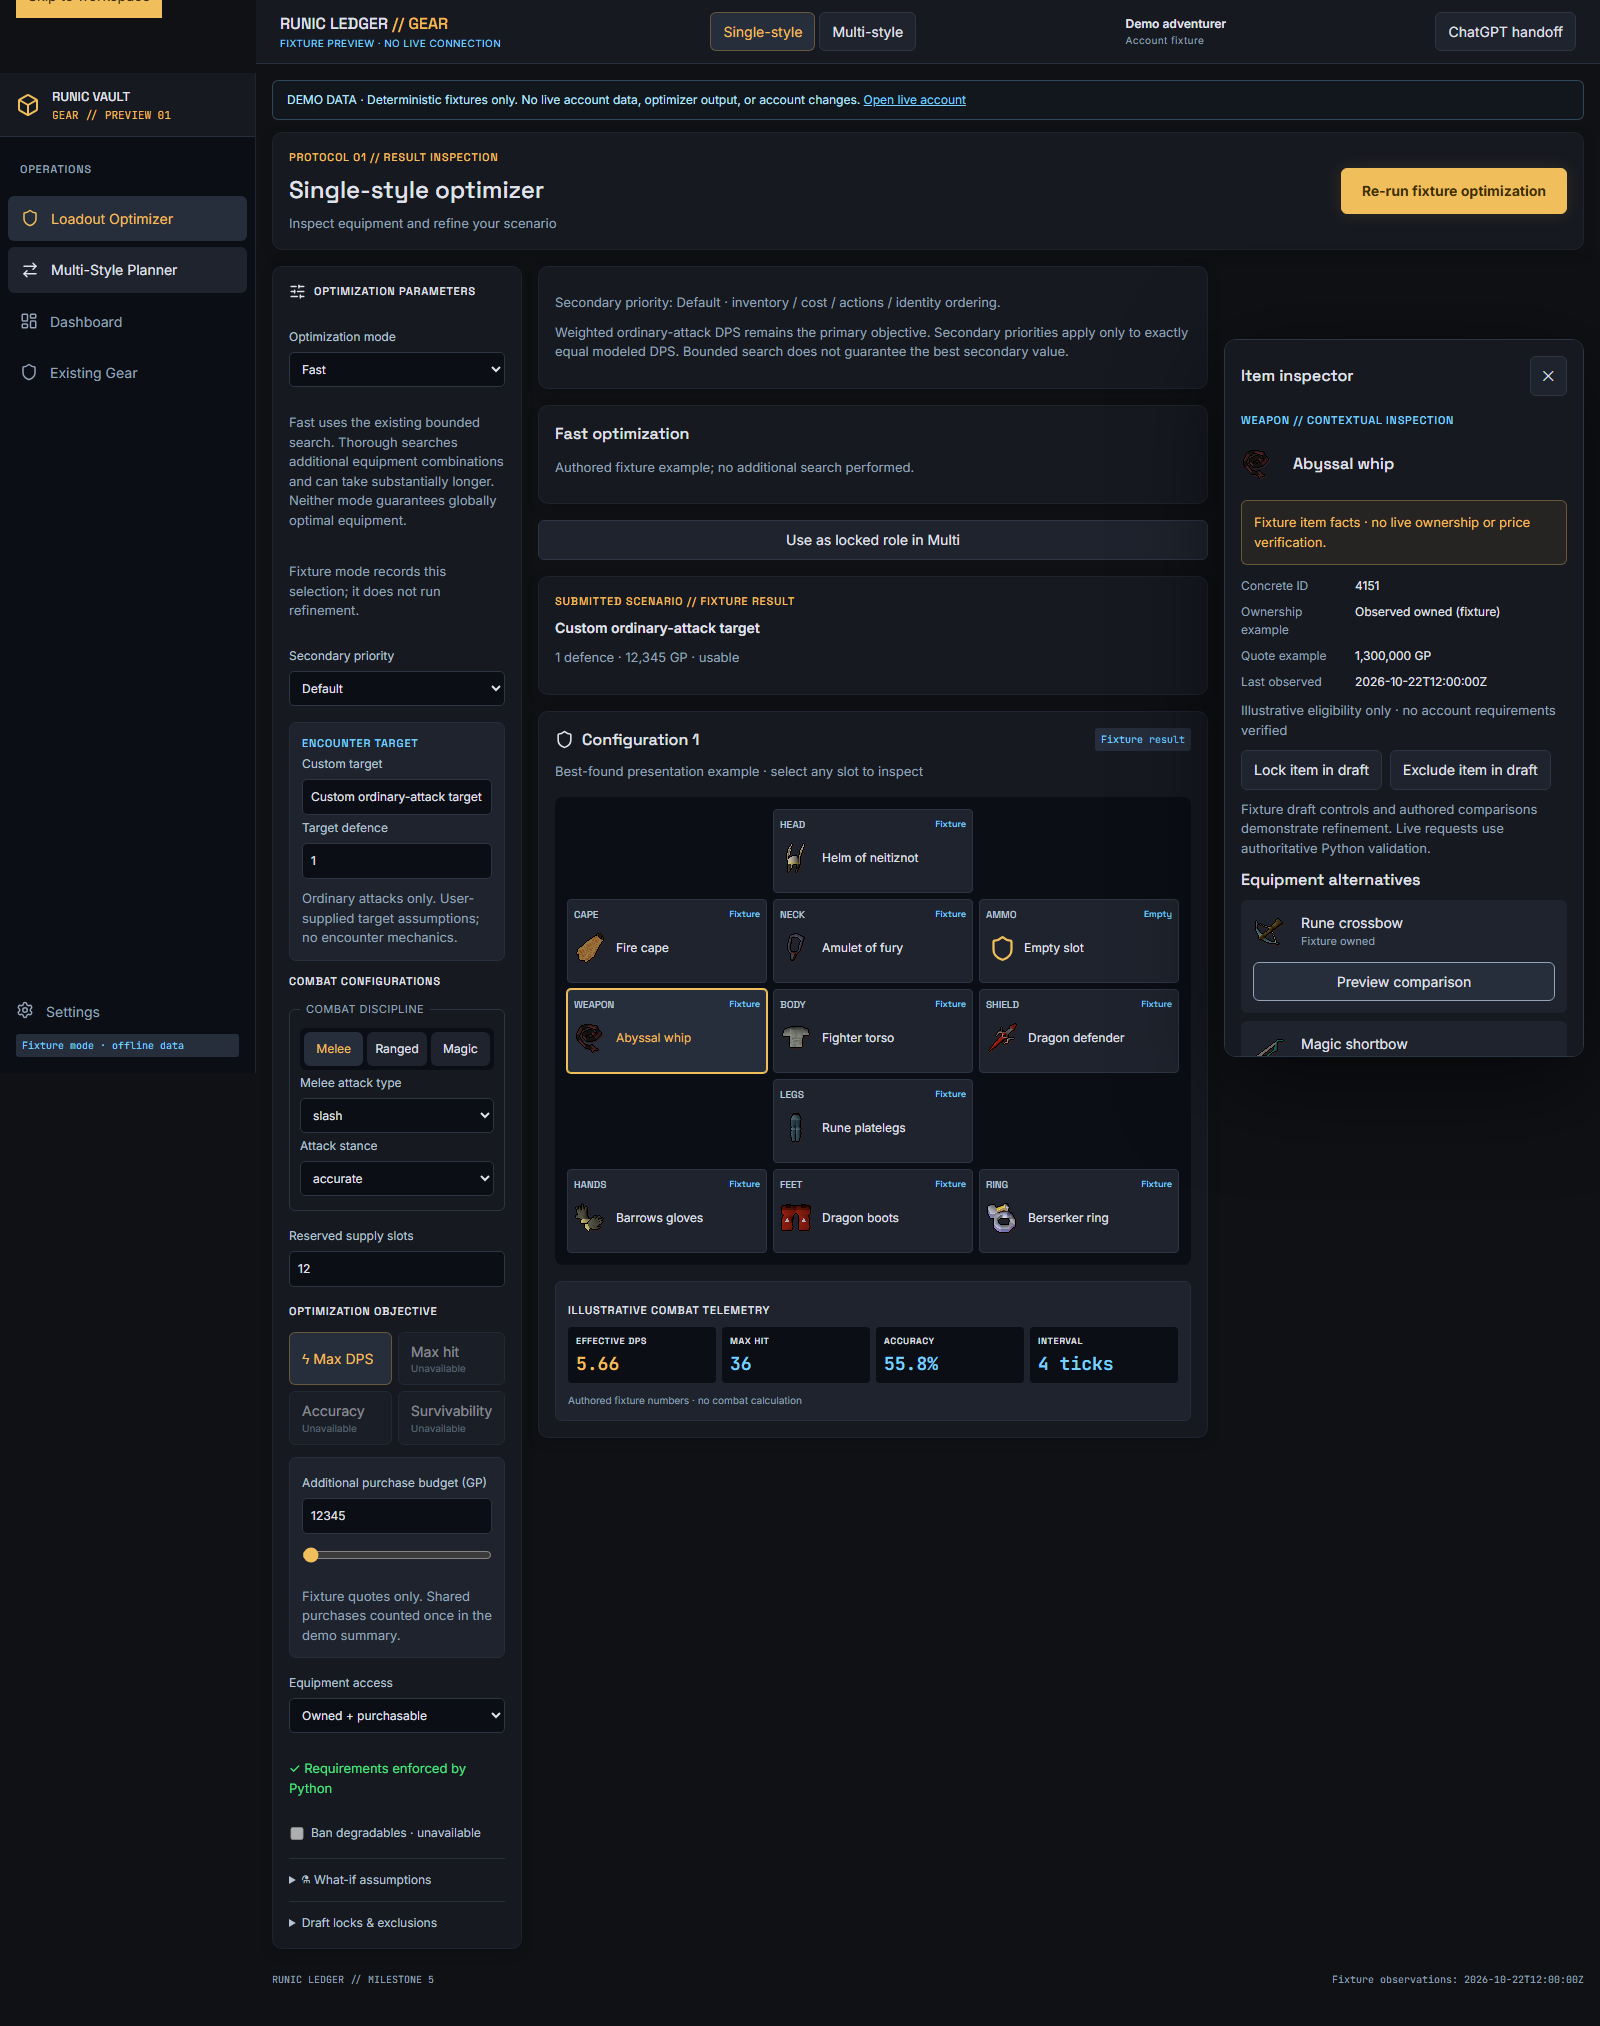 RUNIC LEDGER // GEAR
FIXTURE PREVIEW · NO LIVE CONNECTION
Single-style
Multi-style
Demo adventurer
Account fixture
ChatGPT handoff
RUNIC VAULT
GEAR // PREVIEW 01
OPERATIONS
Loadout Optimizer
Multi-Style Planner
Dashboard
Existing Gear
Settings
Fixture mode · offline data
DEMO DATA · Deterministic fixtures only. No live account data, optimizer output, or account changes. Open live account
PROTOCOL 01 // RESULT INSPECTION
Single-style optimizer
Inspect equipment and refine your scenario
Re-run fixture optimization
OPTIMIZATION PARAMETERS
Optimization mode
Fast
Fast uses the existing bounded
search. Thorough searches
additional equipment combinations
and can take substantially longer.
Neither mode guarantees globally
optimal equipment.
Fixture mode records this
selection; it does not run
refinement.
Secondary priority
Default
ENCOUNTER TARGET
Custom target
Custom ordinary-attack target
Target defence
1
Ordinary attacks only. User-
supplied target assumptions;
no encounter mechanics.
COMBAT CONFIGURATIONS
COMBAT DISCIPLINE
Melee
Ranged
Magic
Melee attack type
slash
Attack stance
accurate
Reserved supply slots
12
OPTIMIZATION OBJECTIVE
ϟ Max DPS
Max hit
Unavailable
Accuracy
Unavailable
Survivability
Unavailable
Additional purchase budget (GP)
12345
Fixture quotes only. Shared
purchases counted once in the
demo summary.
Equipment access
Owned + purchasable
✓ Requirements enforced by
Python
Ban degradables · unavailable
▶ ⚗ What-if assumptions
▶ Draft locks & exclusions
Secondary priority: Default · inventory / cost / actions / identity ordering.
Weighted ordinary-attack DPS remains the primary objective. Secondary priorities apply only to exactly
equal modeled DPS. Bounded search does not guarantee the best secondary value.
Fast optimization
Authored fixture example; no additional search performed.
Use as locked role in Multi
SUBMITTED SCENARIO // FIXTURE RESULT
Custom ordinary-attack target
1 defence · 12,345 GP · usable
Configuration 1
Fixture result
Best-found presentation example · select any slot to inspect
HEAD
Fixture
Helm of neitiznot
CAPE
Fixture
Fire cape
NECK
Fixture
Amulet of fury
AMMO
Empty
Empty slot
WEAPON
Fixture
Abyssal whip
BODY
Fixture
Fighter torso
SHIELD
Fixture
Dragon defender
LEGS
Fixture
Rune platelegs
HANDS
Fixture
Barrows gloves
FEET
Fixture
Dragon boots
RING
Fixture
Berserker ring
ILLUSTRATIVE COMBAT TELEMETRY
EFFECTIVE DPS
5.66
MAX HIT
36
ACCURACY
55.8%
INTERVAL
4 ticks
Authored fixture numbers · no combat calculation
Item inspector
WEAPON // CONTEXTUAL INSPECTION
Abyssal whip
Fixture item facts · no live ownership or price
verification.
Concrete ID
4151
Ownership
example
Observed owned (fixture)
Quote example
1,300,000 GP
Last observed
2026-10-22T12:00:00Z
Illustrative eligibility only · no account requirements
verified
Lock item in draft
Exclude item in draft
Fixture draft controls and authored comparisons
demonstrate refinement. Live requests use
authoritative Python validation.
Equipment alternatives
Rune crossbow
Fixture owned
Preview comparison
Magic shortbow
RUNIC LEDGER // MILESTONE 5
Fixture observations: 2026-10-22T12:00:00Z